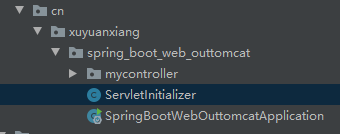 cn
xuyuanxiang
spring_boot_web_outtomcat
mycontroller
ServletInitializer
SpringBootWebOuttomcatApplication